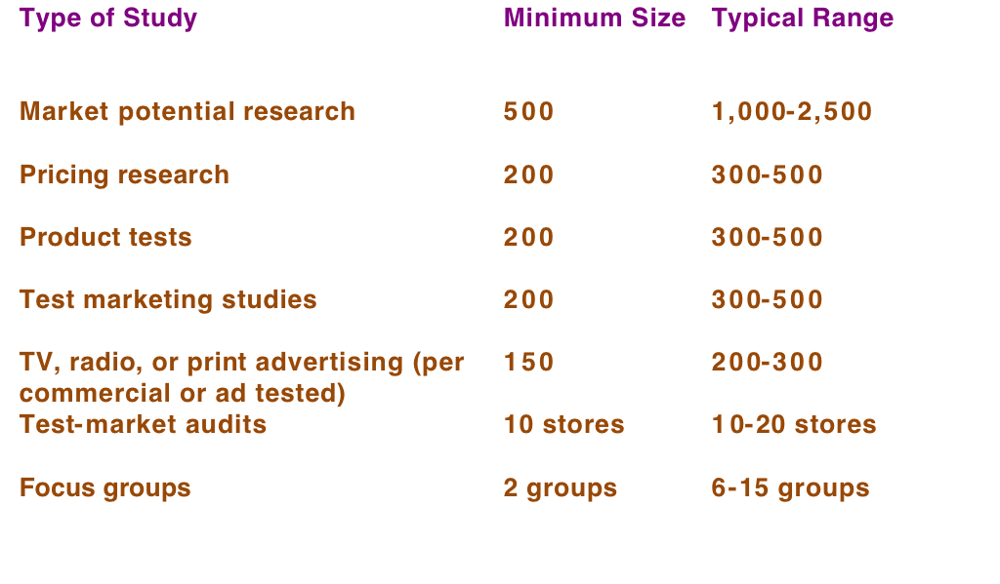 Type of Study Minimum Size Typical Range
Market potential research 500 1,000-2,500
Pricing research 200 300-500
Product tests 200 300-500
Test marketing studies 200 300-500
TV, radio, or print advertising (per 150 200-300
commercial or ad tested)
Test-market audits 10 stores 10-20 stores
Focus groups 2 groups 6-15 groups